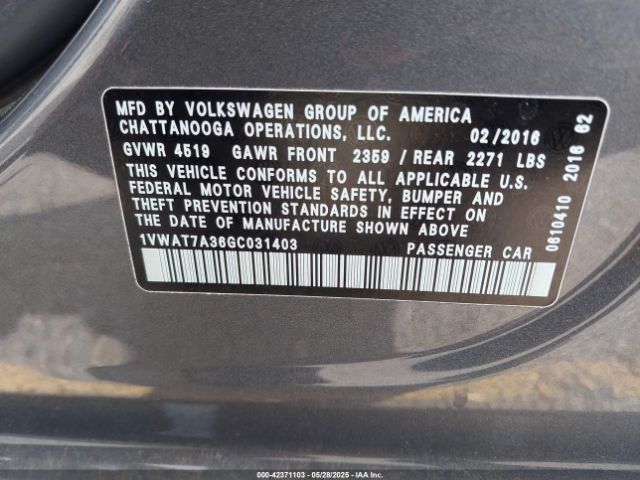 MFD BY VOLKSWAGEN GROUP OF AMERICA
CHATTANOOGA OPERATIONS, LLC. 02/2016
GVWR 4519 GAWR FRONT 2359 / REAR 2271 LBS
THIS VEHICLE CONFORMS TO ALL APPLICABLE U.S.
FEDERAL MOTOR VEHICLE SAFETY, BUMPER AND
THEFT PREVENTION STANDARDS IN EFFECT ON
THE DATE OF MANUFACTURE SHOWN ABOVE
1VWAT7A36GC031403 PASSENGER CAR
0610410 2016 62
000-42371103 - 05/28/2025 - IAA Inc.